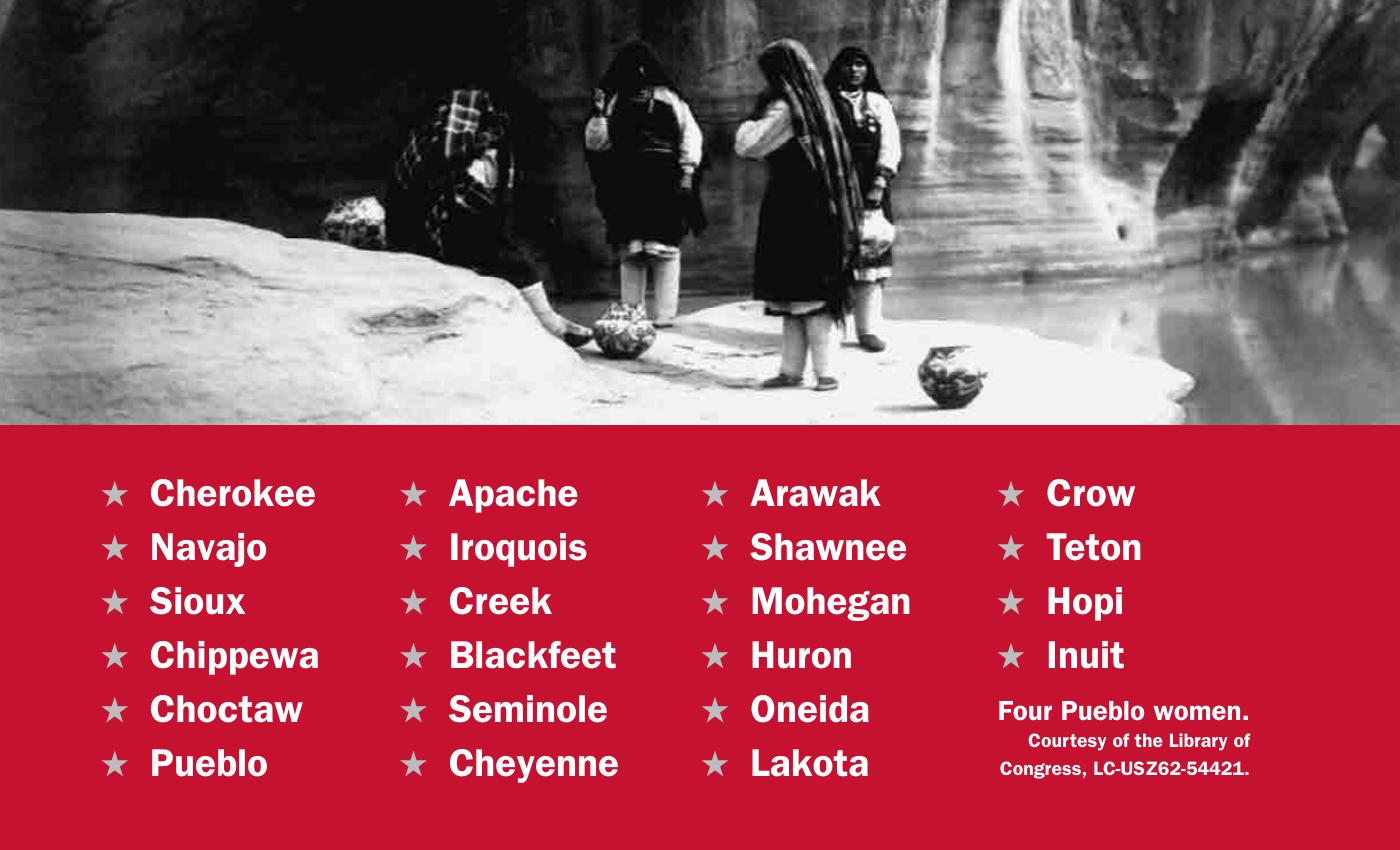 ★ Cherokee
★ Navajo
★ Sioux
★ Chippewa
★ Choctaw
★ Pueblo
★ Apache
★ Iroquois
★ Creek
★ Blackfeet
★ Seminole
★ Cheyenne
★ Arawak
★ Shawnee
★ Mohegan
★ Huron
★ Oneida
★ Lakota
★ Crow
★ Teton
★ Hopi
★ Inuit
Four Pueblo women.
Courtesy of the Library of
Congress, LC-USZ62-54421.